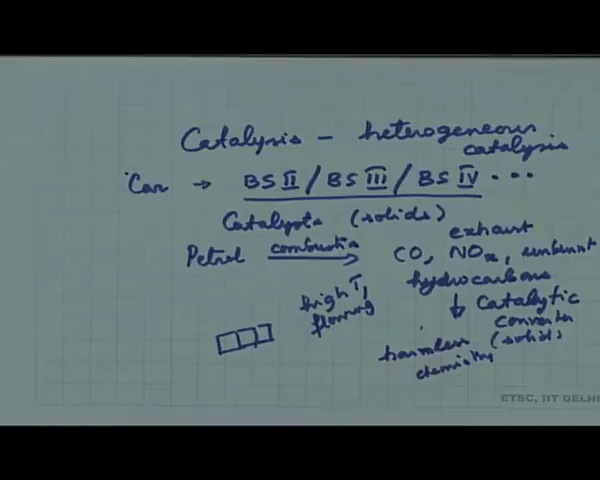 Catalysis - heterogeneous
catalysis
Car → BS II / BS III / BS IV ...
Catalysts (solids)
exhaust
Petrol combustion → CO, NOx, unburnt
hydrocarbons
high T,
flowing
↓ Catalytic
converter
(solid)
harmless
chemistry
ETSC, IIT DELHI